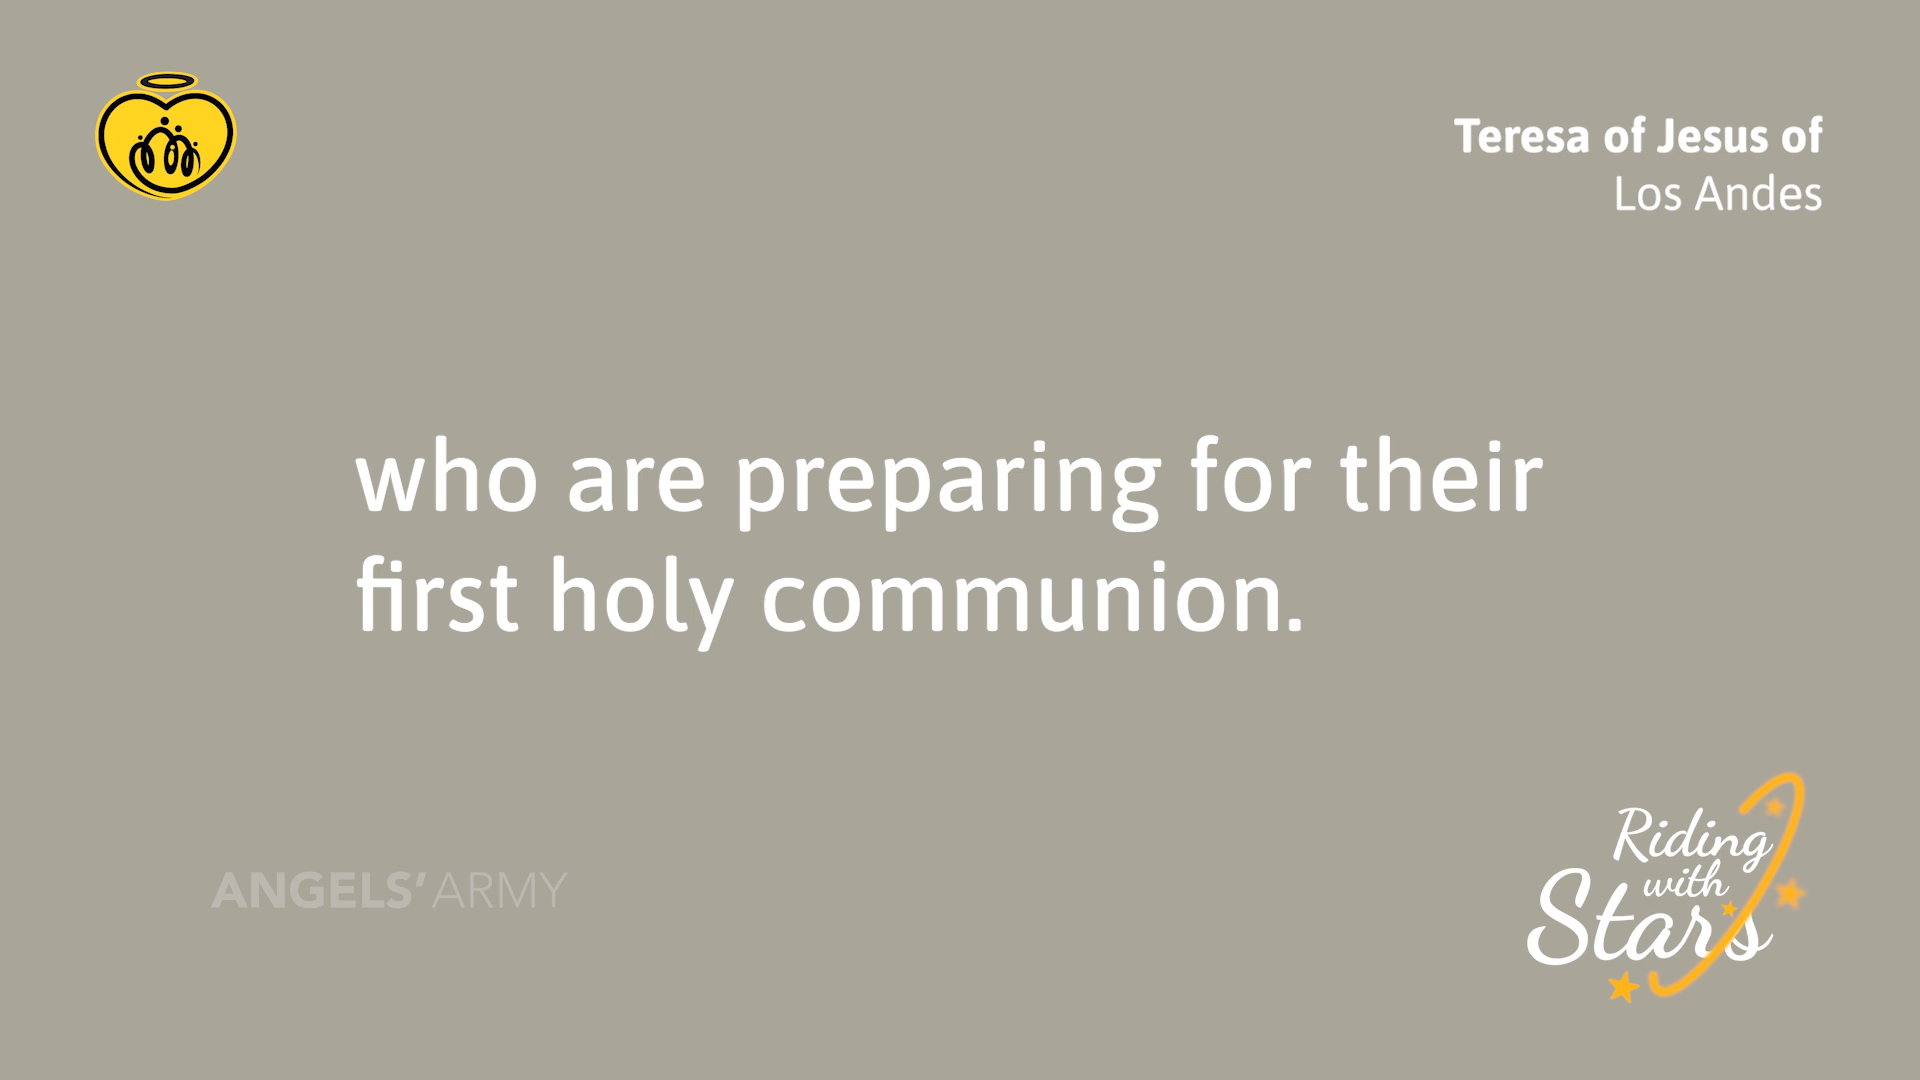 Teresa of Jesus of
Los Andes
who are preparing for their
first holy communion.
ANGELS’ ARMY
Riding
with
Stars